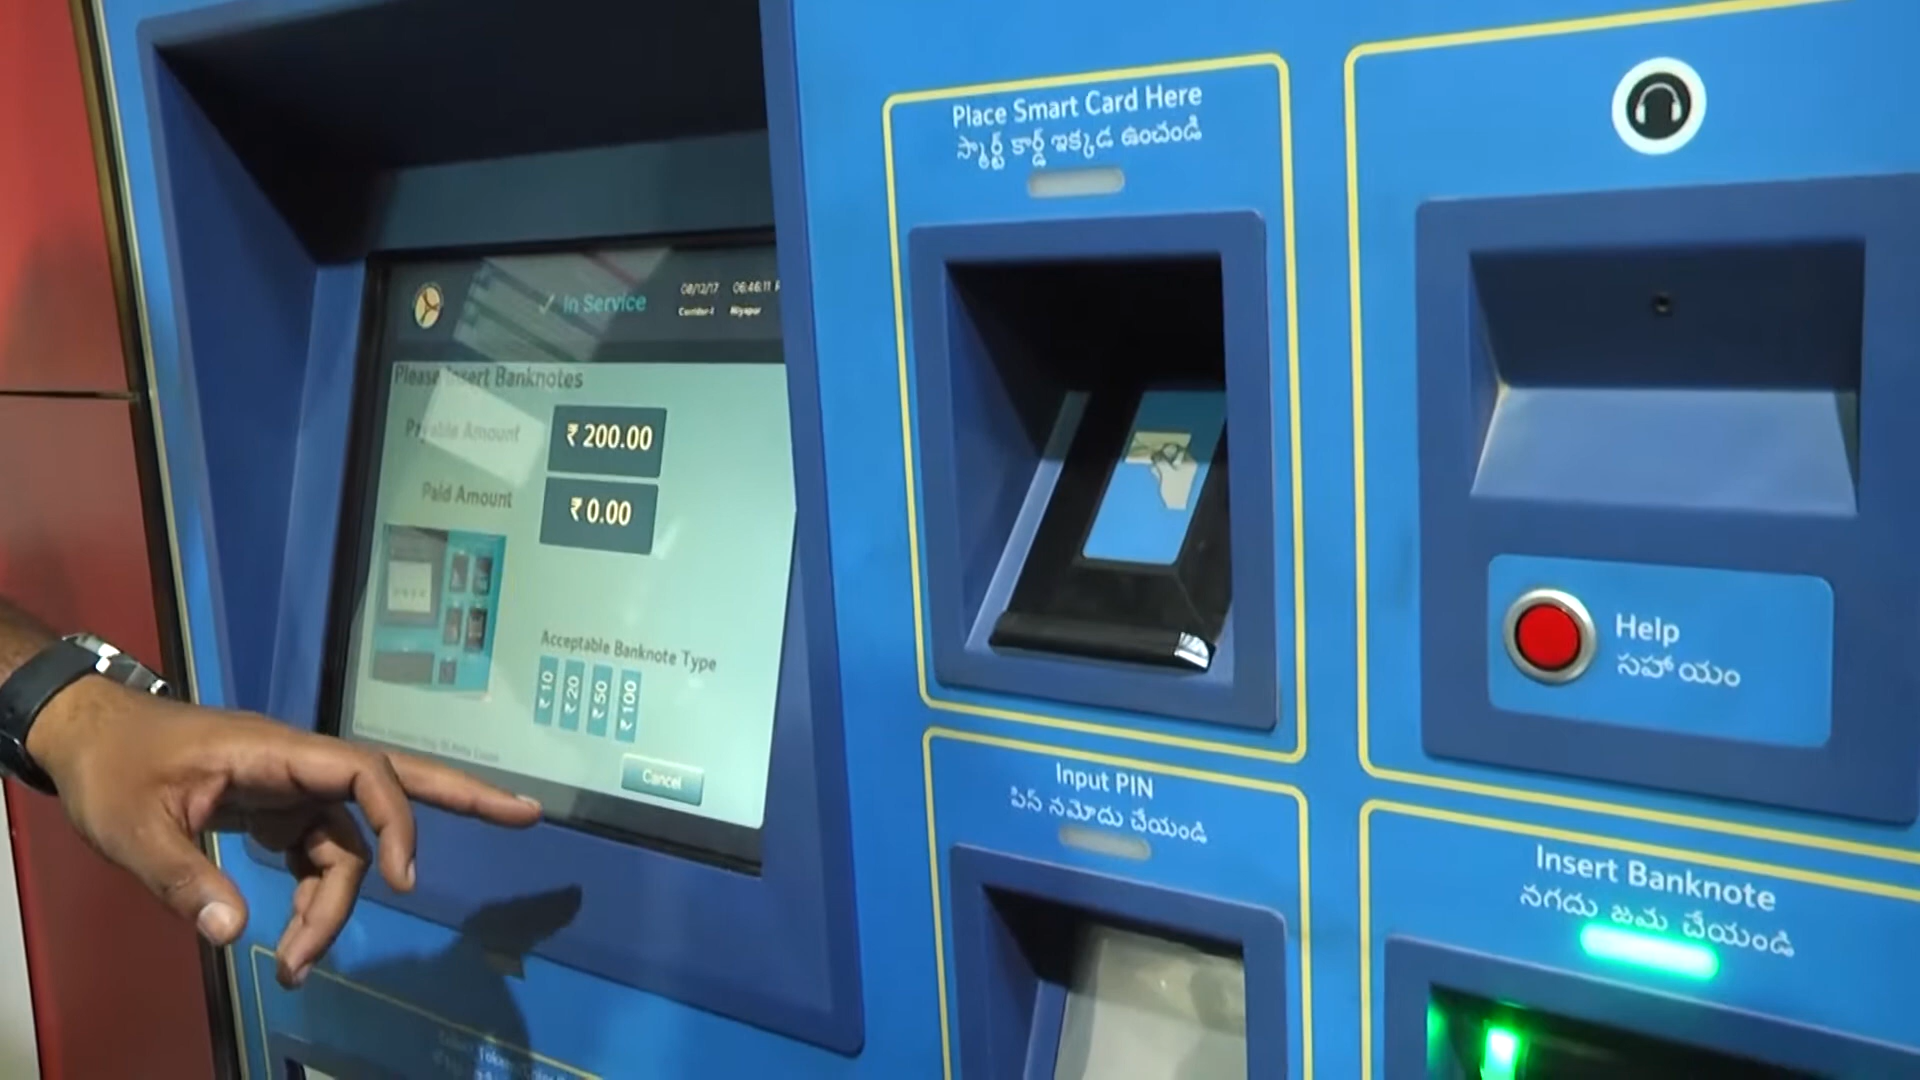 In Service
08/12/17 06:46:11
Corridor-I Miyapur
Please Insert Banknotes
Payable Amount
₹ 200.00
Paid Amount
₹ 0.00
Acceptable Banknote Type
₹ 10
₹ 20
₹ 50
₹ 100
Cancel
Place Smart Card Here
స్మార్ట్ కార్డ్ ఇక్కడ ఉంచండి
Help
సహాయం
Input PIN
పిన్ నమోదు చేయండి
Insert Banknote
నగదు జమ చేయండి